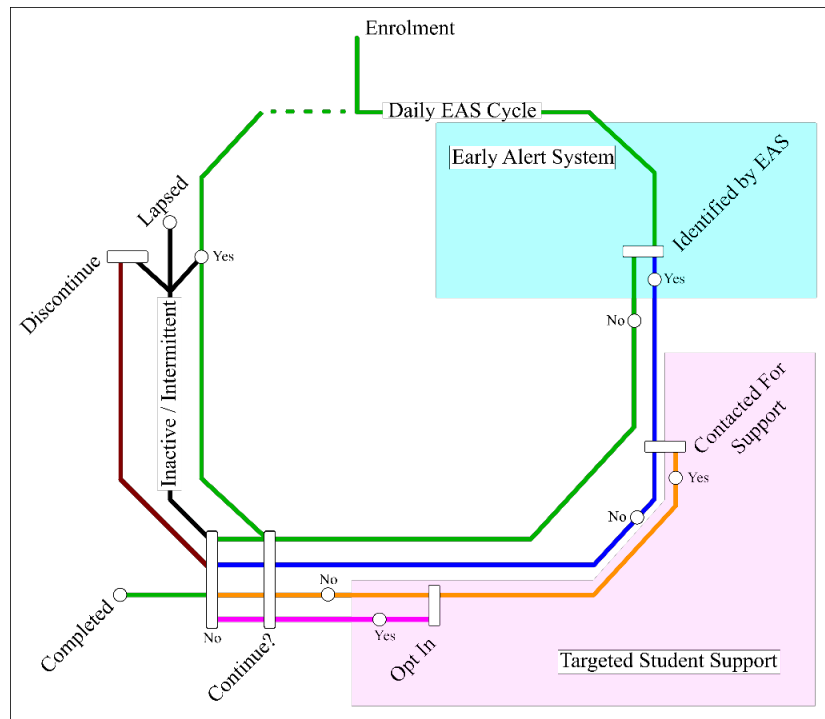 Enrolment
Daily EAS Cycle
Early Alert System
Identified by EAS
Lapsed
Yes
Discontinue
Yes
No
Inactive / Intermittent
Contacted For
Support
Yes
No
No
Completed
No
Yes
Continue?
Opt In
Targeted Student Support